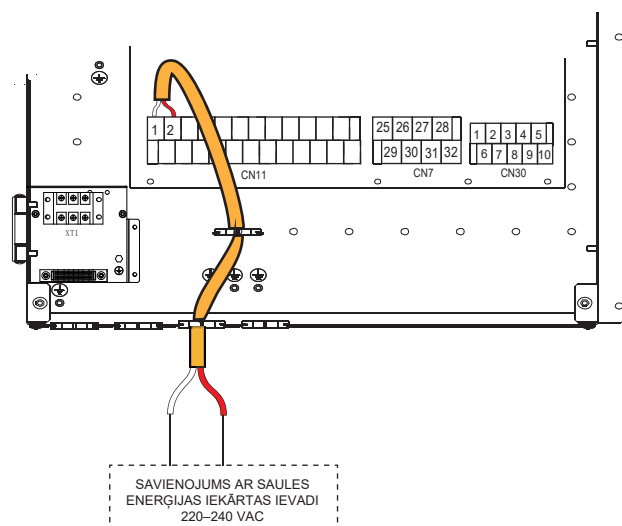 1 2
CN11
25 26 27 28
29 30 31 32
CN7
1 2 3 4 5
6 7 8 9 10
CN30
XT1
SAVIENOJUMS AR SAULES
ENERĢIJAS IEKĀRTAS IEVADI
220–240 VAC